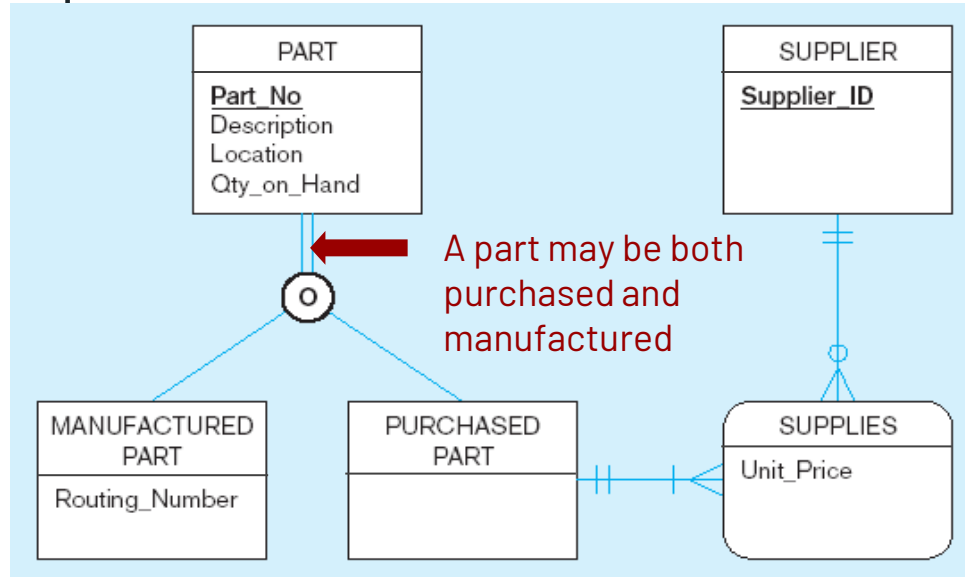 PART
Part_No
Description
Location
Qty_on_Hand
SUPPLIER
Supplier_ID
A part may be both
purchased and
manufactured
O
MANUFACTURED
PART
Routing_Number
PURCHASED
PART
SUPPLIES
Unit_Price